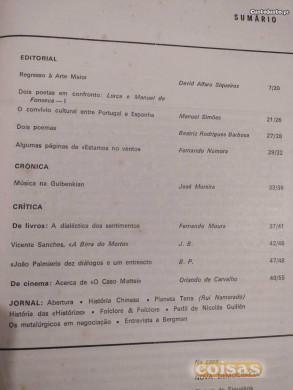 CustoJusto.pt
SUMÁRIO
EDITORIAL
Regresso à Arte Maior David Alfaro Siqueiros 7/20
Dois poetas em confronto: Lorca e Manuel da
Fonseca — I
O convívio cultural entre Portugal e Espanha Manuel Simões 21/26
Dois poemas Beatriz Rodrigues Barbosa 27/28
Algumas páginas de «Estamos no vento» Fernando Namora 29/32
CRÓNICA
Música na Gulbenkian José Moreira 33/36
CRÍTICA
De livros: A dialéctica dos sentimentos Fernando Moura 37/41
Vicente Sanches, «A Birra do Morto» J. B. 42/46
«João Palmieri: dez diálogos e um entreact» B. P. 47/48
De cinema: Acerca de «O Caso Mattei» Orlando de Carvalho 49/55
JORNAL: Abertura • História Chinesa • Planeta Terra (Rui Namorado)
História das «Histórias» • Folclore & Folclore • Perfil de Nicolás Guillén
Os metalúrgicos em negociação • Entrevista a Bergman
coisas